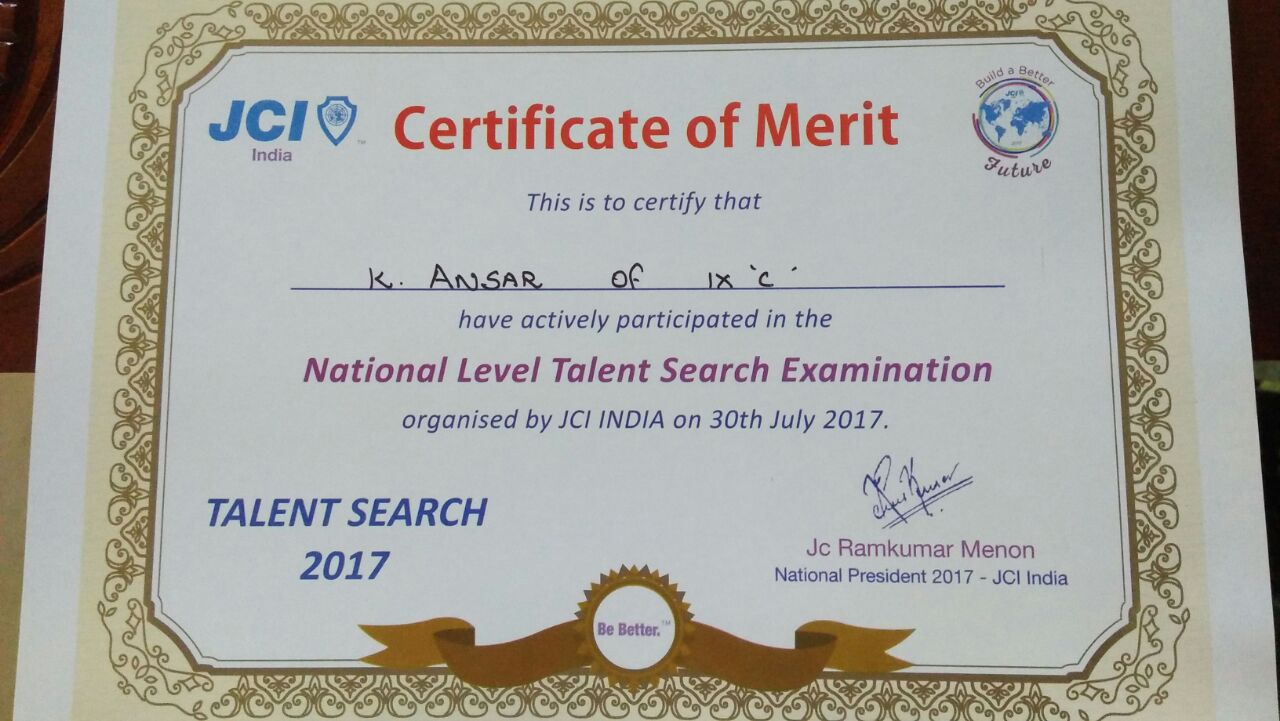 JCI
India
Certificate of Merit
Build a Better
JCI
2017
Future
This is to certify that
K. ANSAR OF IX 'C'
have actively participated in the
National Level Talent Search Examination
organised by JCI INDIA on 30th July 2017.
TALENT SEARCH
2017
Jc Ramkumar Menon
National President 2017 - JCI India
Be Better.™